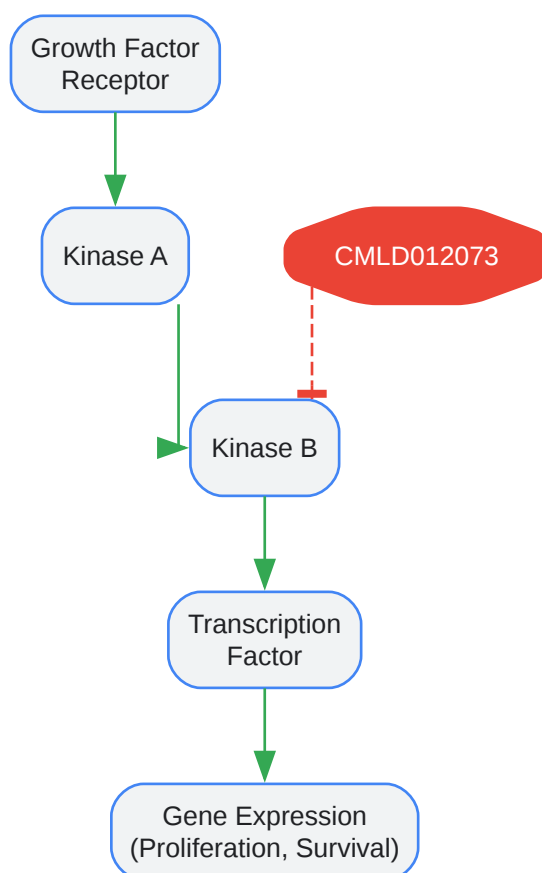 Growth Factor
Receptor
Kinase A
CMLD012073
Kinase B
Transcription
Factor
Gene Expression
(Proliferation, Survival)